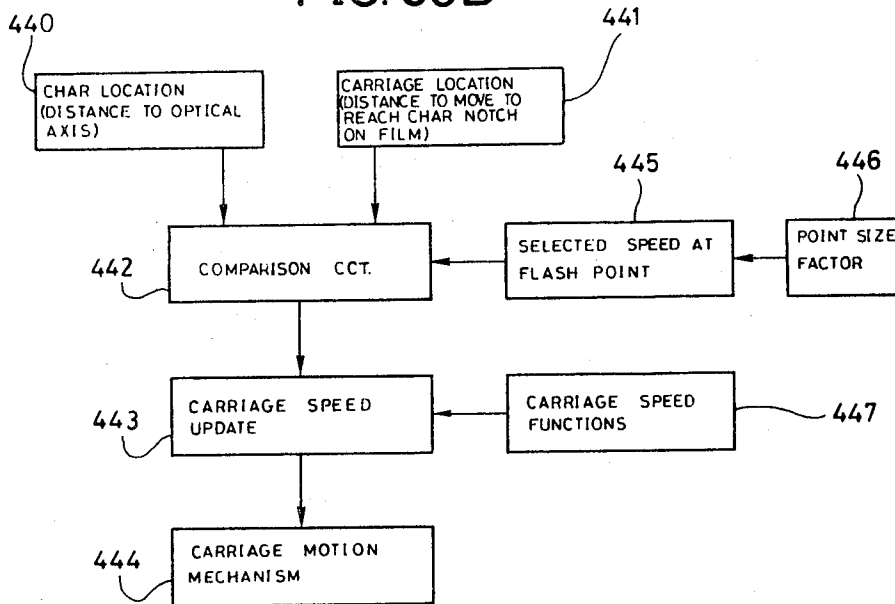 440
441
CHAR LOCATION
(DISTANCE TO OPTICAL
AXIS)
CARRIAGE LOCATION
(DISTANCE TO MOVE TO
REACH CHAR NOTCH
ON FILM)
445
446
442
COMPARISON CCT.
SELECTED SPEED AT
FLASH POINT
POINT SIZE
FACTOR
443
CARRIAGE SPEED
UPDATE
CARRIAGE SPEED
FUNCTIONS
447
444
CARRIAGE MOTION
MECHANISM